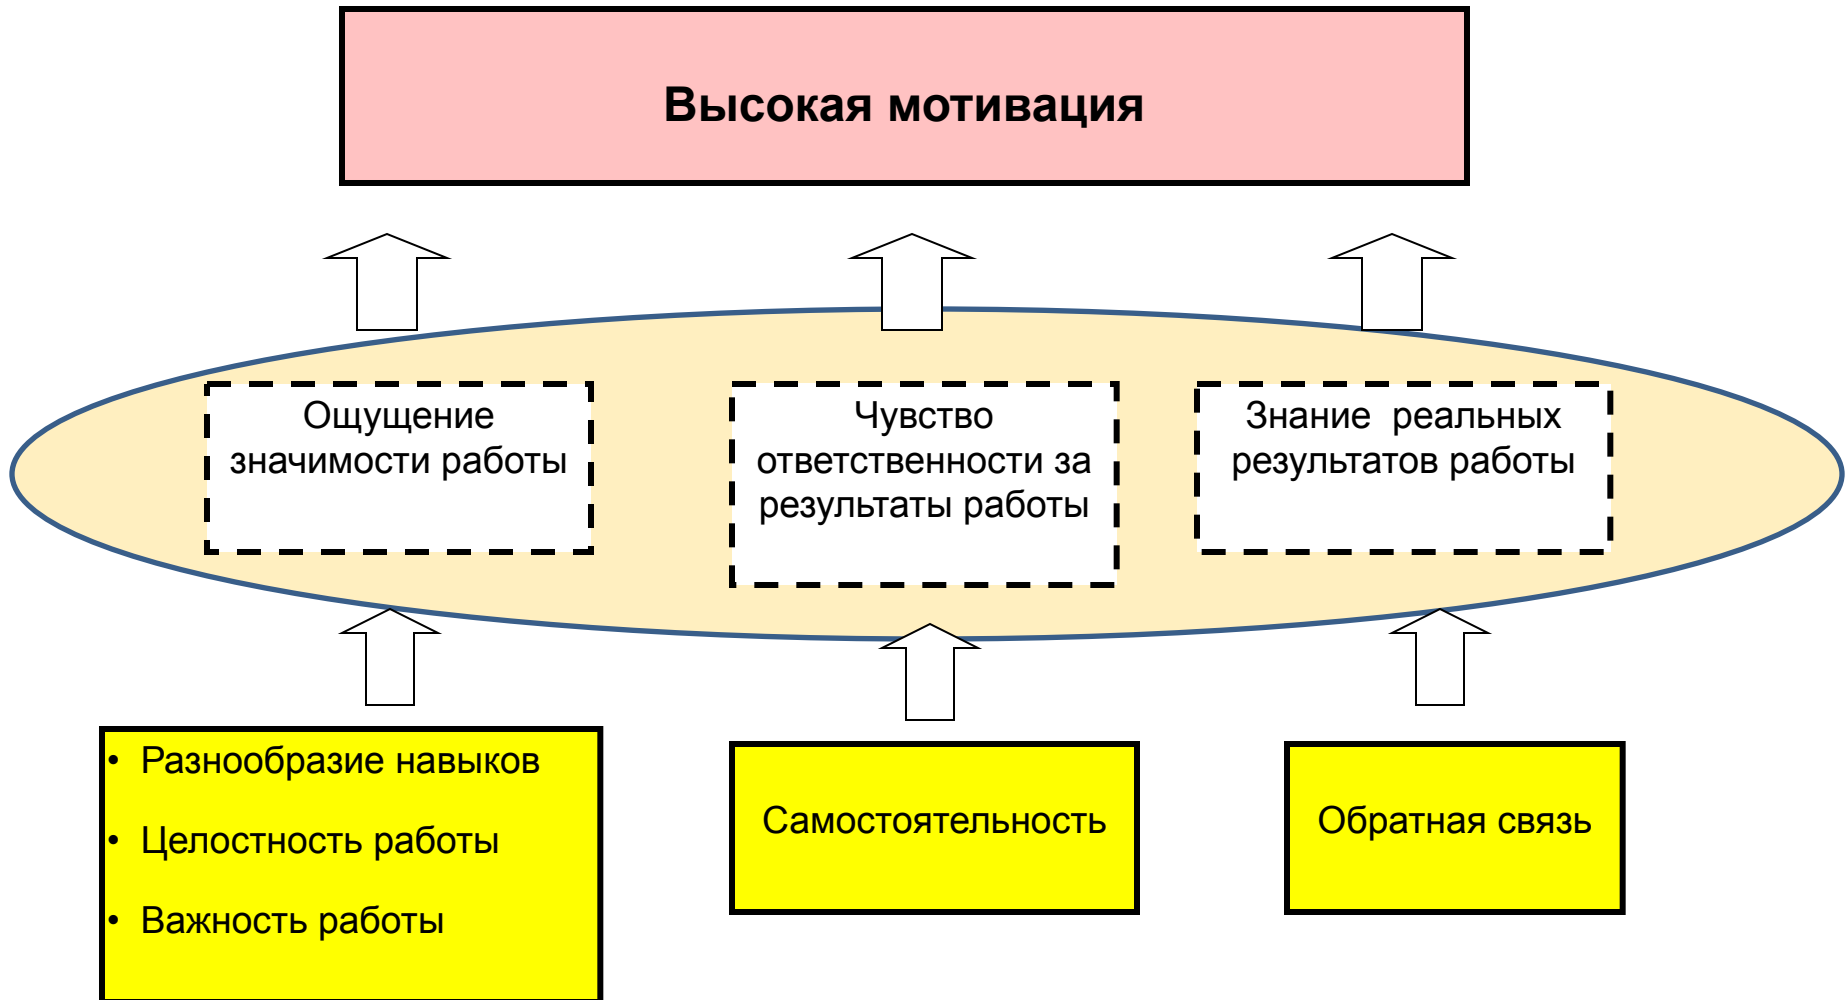 Высокая мотивация
Ощущение
значимости работы
Чувство
ответственности за
результаты работы
Знание реальных
результатов работы
• Разнообразие навыков
• Целостность работы
• Важность работы
Самостоятельность
Обратная связь